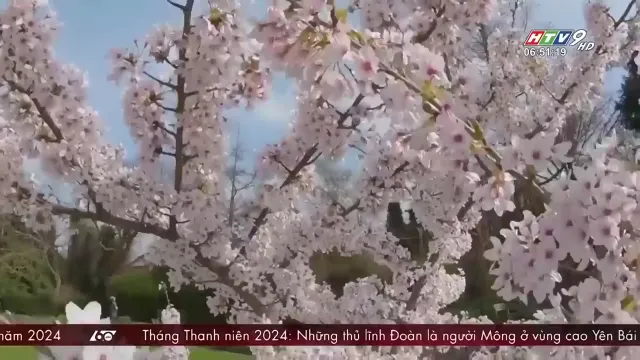 HTV9 HD
06:51:19
năm 2024 60 Tháng Thanh niên 2024: Những thủ lĩnh Đoàn là người Mông ở vùng cao Yên Bái